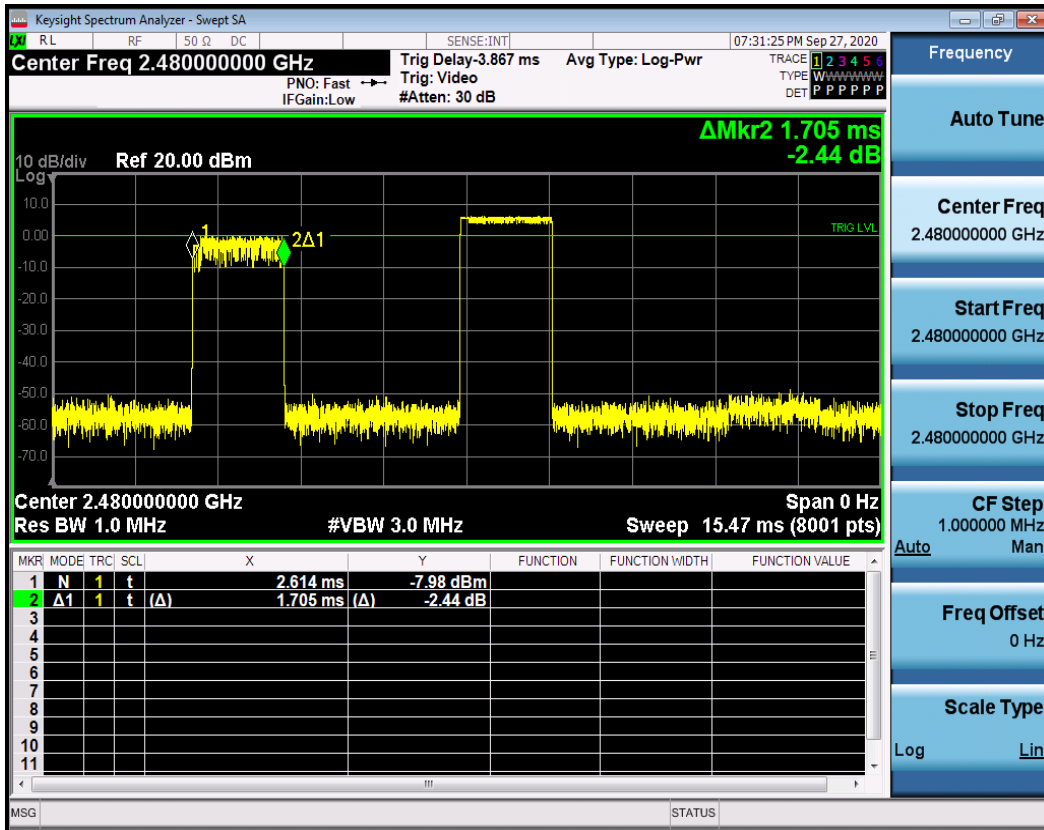 Keysight Spectrum Analyzer - Swept SA
LXI RL RF 50 Ω DC SENSE:INT 07:31:25 PM Sep 27, 2020
Center Freq 2.480000000 GHz
PNO: Fast
IFGain:Low
Trig Delay-3.867 ms
Trig: Video
#Atten: 30 dB
Avg Type: Log-Pwr
TRACE 1 2 3 4 5 6
TYPE WWWWWW
DET P P P P P P
ΔMkr2 1.705 ms
-2.44 dB
10 dB/div Ref 20.00 dBm
Log
10.0
0.00
-10.0
-20.0
-30.0
-40.0
-50.0
-60.0
-70.0
1
2Δ1
TRIG LVL
Center 2.480000000 GHz Span 0 Hz
Res BW 1.0 MHz #VBW 3.0 MHz Sweep 15.47 ms (8001 pts)
MKR MODE TRC SCL X Y FUNCTION FUNCTION WIDTH FUNCTION VALUE
1 N 1 t 2.614 ms -7.98 dBm
2 Δ1 1 t (Δ) 1.705 ms (Δ) -2.44 dB
3
4
5
6
7
8
9
10
11
MSG STATUS
Frequency
Auto Tune
Center Freq
2.480000000 GHz
Start Freq
2.480000000 GHz
Stop Freq
2.480000000 GHz
CF Step
1.000000 MHz
Auto Man
Freq Offset
0 Hz
Scale Type
Log Lin